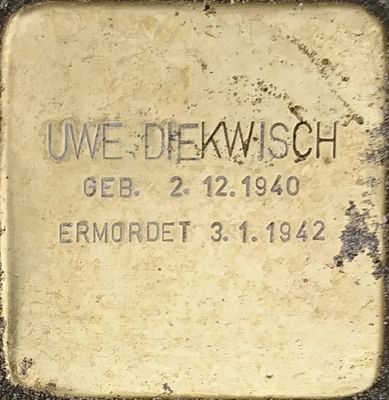 UWE DIEKWISCH
GEB. 2.12.1940
ERMORDET 3.1.1942